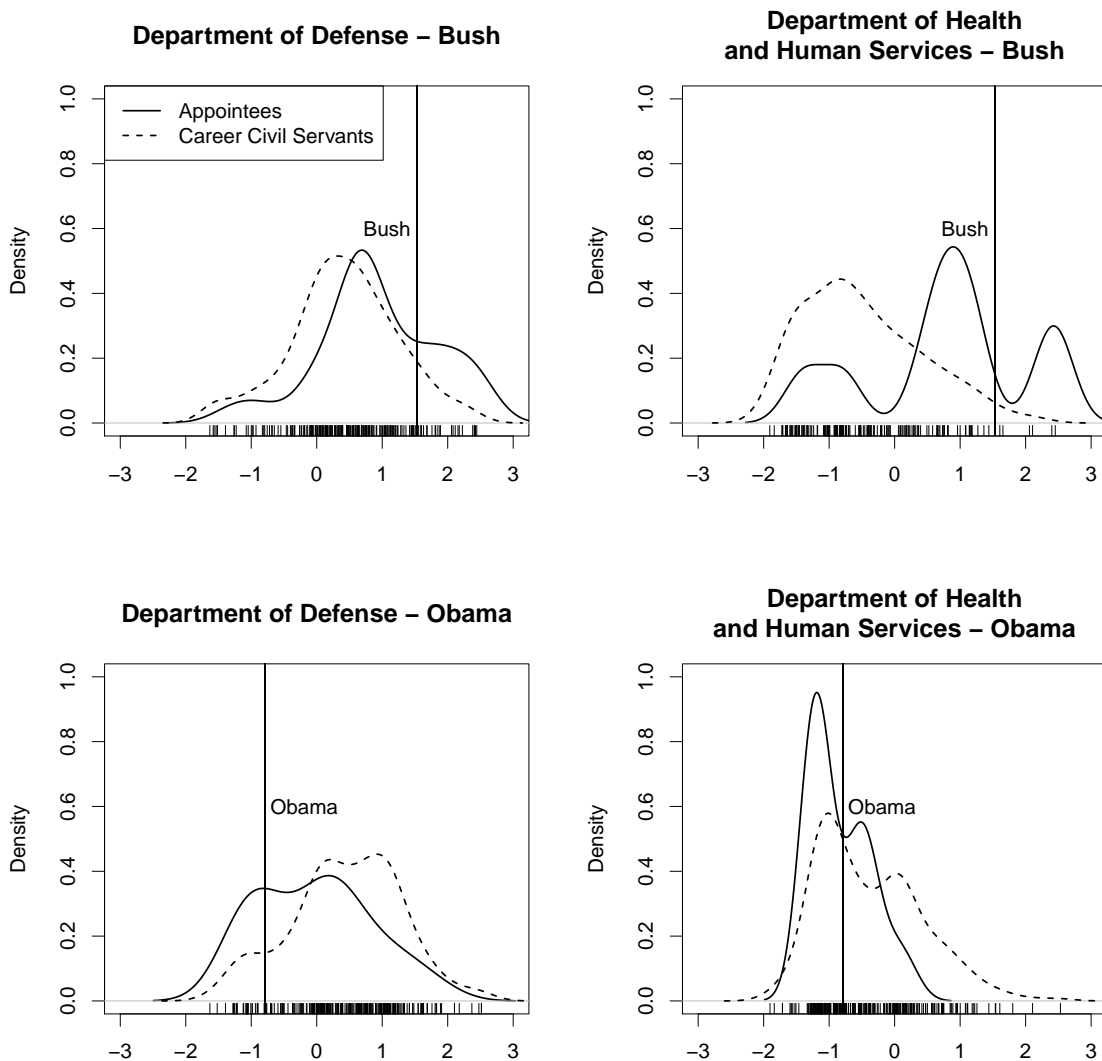 Department of Defense − Bush
1.0
0.8
0.6
0.4
0.2
0.0
Density
Appointees
Career Civil Servants
Bush
−3 −2 −1 0 1 2 3
Department of Health
and Human Services − Bush
1.0
0.8
0.6
0.4
0.2
0.0
Density
Bush
−3 −2 −1 0 1 2 3
Department of Defense − Obama
1.0
0.8
0.6
0.4
0.2
0.0
Density
Obama
−3 −2 −1 0 1 2 3
Department of Health
and Human Services − Obama
1.0
0.8
0.6
0.4
0.2
0.0
Density
Obama
−3 −2 −1 0 1 2 3